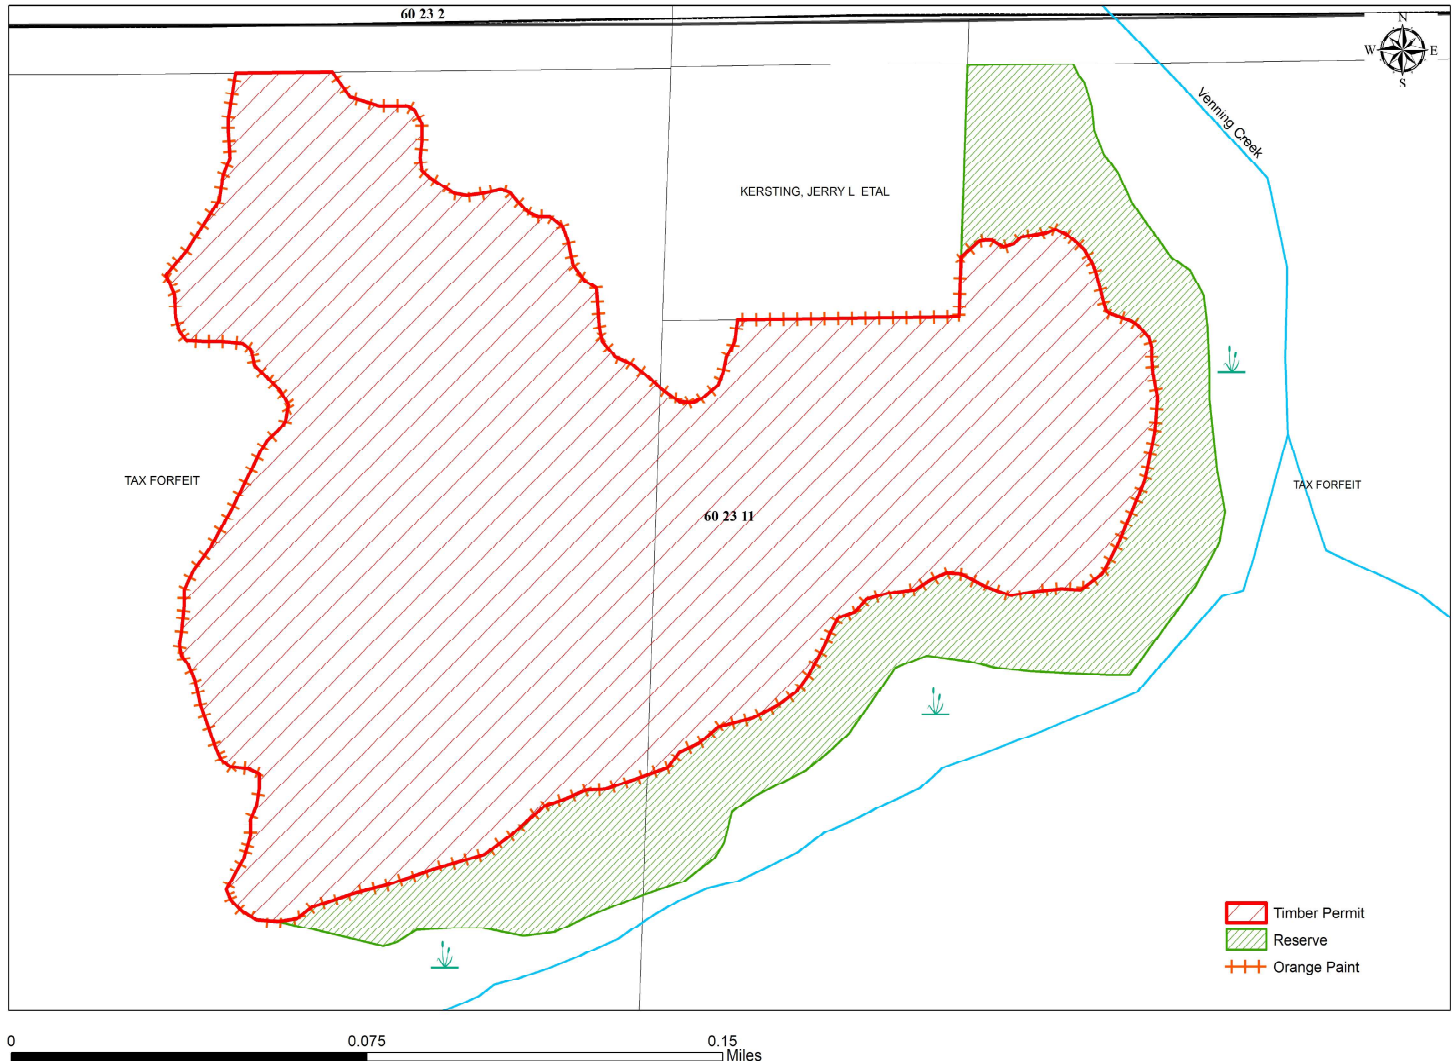 60 23 2
N
W E
S
Venning Creek
KERSTING, JERRY L ETAL
TAX FORFEIT
TAX FORFEIT
60 23 11
Timber Permit
Reserve
Orange Paint
0 0.075 0.15
Miles